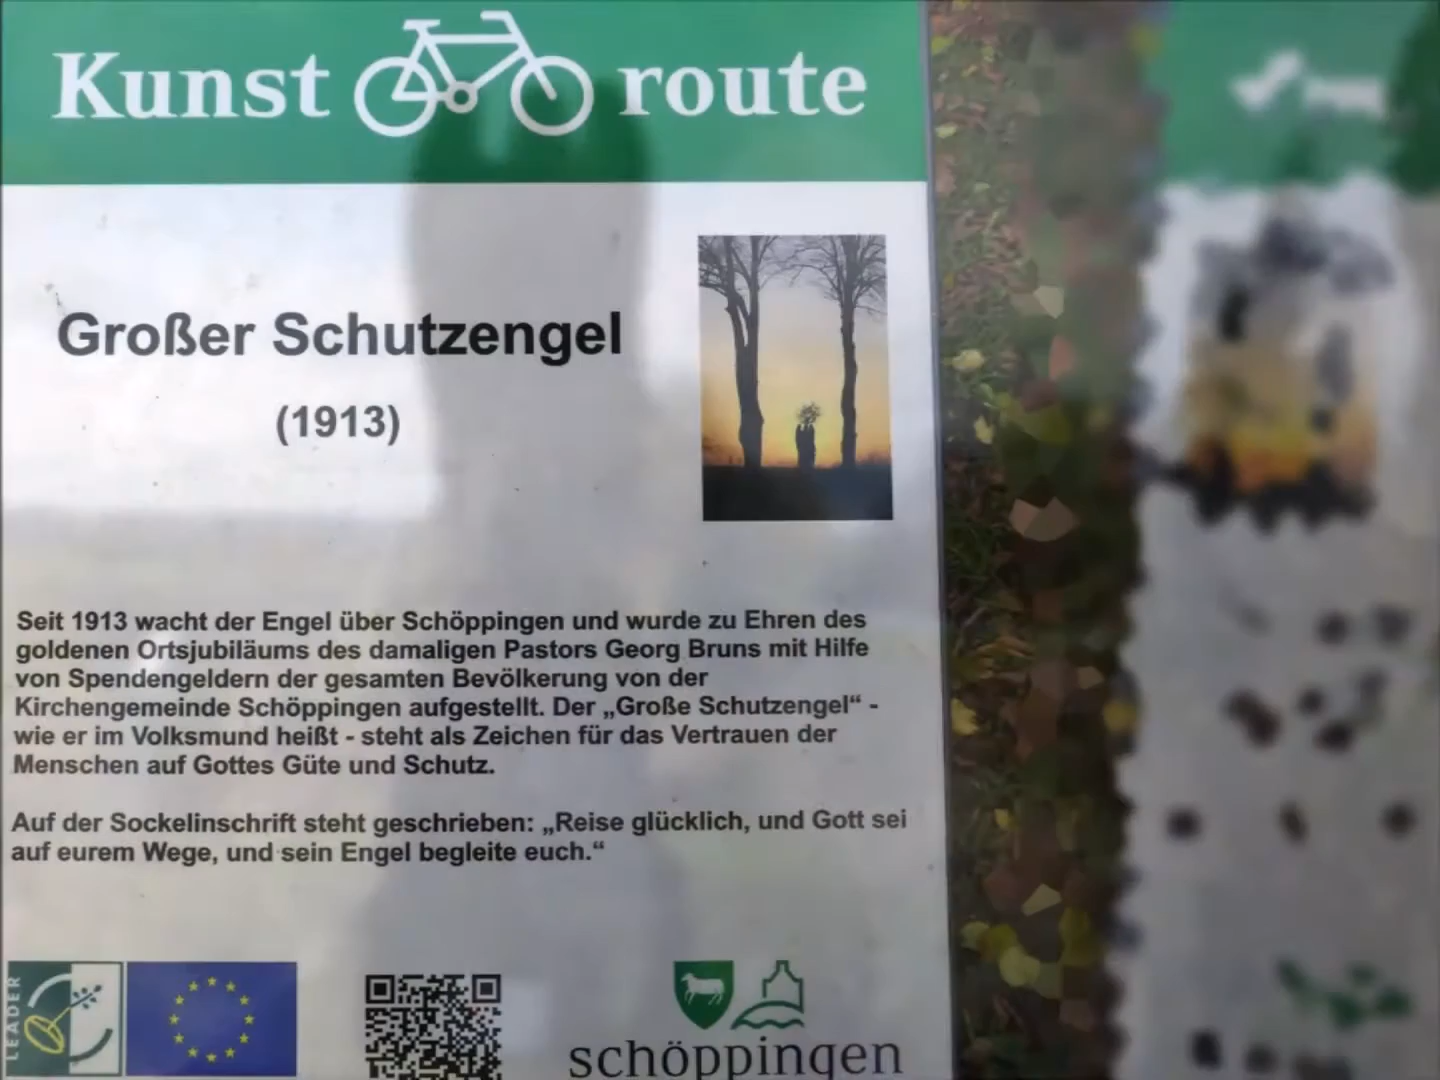 Kunst route
Großer Schutzengel
(1913)
Seit 1913 wacht der Engel über Schöppingen und wurde zu Ehren des
goldenen Ortsjubiläums des damaligen Pastors Georg Bruns mit Hilfe
von Spendengeldern der gesamten Bevölkerung von der
Kirchengemeinde Schöppingen aufgestellt. Der „Große Schutzengel“ -
wie er im Volksmund heißt - steht als Zeichen für das Vertrauen der
Menschen auf Gottes Güte und Schutz.
Auf der Sockelinschrift steht geschrieben: „Reise glücklich, und Gott sei
auf eurem Wege, und sein Engel begleite euch.“
LEADER
schöppingen